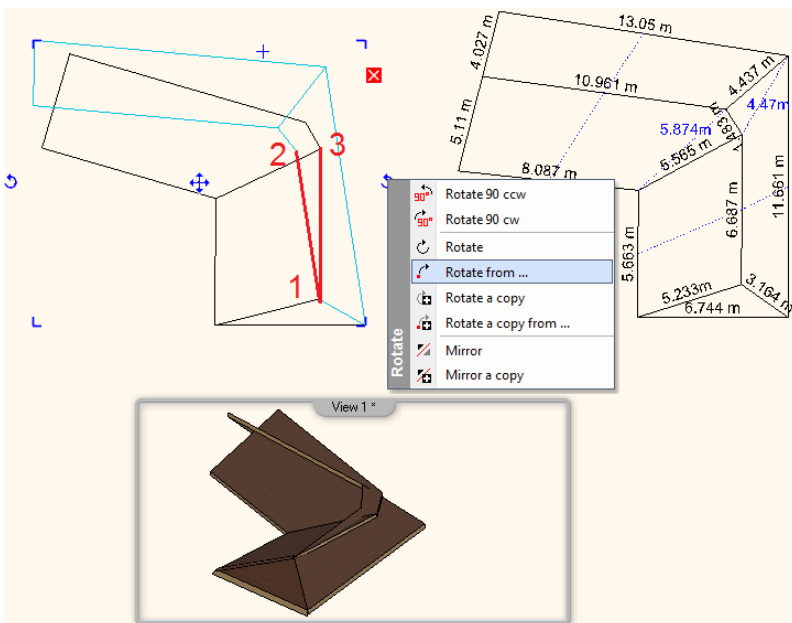 13.05 m
4.027 m
10.961 m
4.437 m
4.47m
5.11 m
5.874m
5.565 m
8.087 m
2
3
1
11.661 m
6.687 m
5.663 m
5.233m
3.164 m
6.744 m
Rotate
90° Rotate 90 ccw
90° Rotate 90 cw
Rotate
Rotate from ...
Rotate a copy
Rotate a copy from ...
Mirror
Mirror a copy
View 1 *